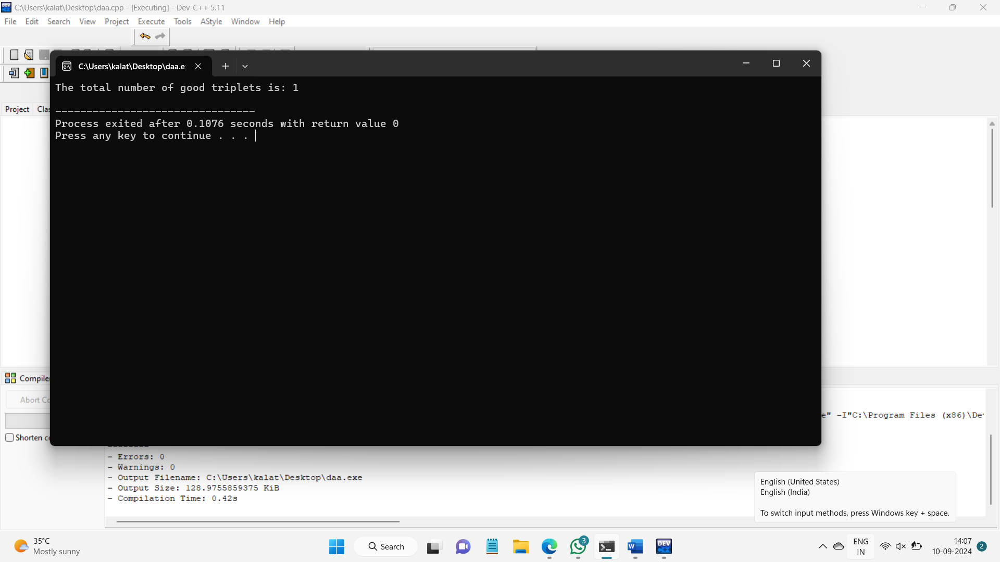 C:\Users\kalat\Desktop\daa.cpp - [Executing] - Dev-C++ 5.11
File Edit Search View Project Execute Tools AStyle Window Help
C:\Users\kalat\Desktop\daa.e
The total number of good triplets is: 1
--------------------------------
Process exited after 0.1076 seconds with return value 0
Press any key to continue . . .
Project Clas
Compiler
Abort Co
Shorten co
e" -I"C:\Program Files (x86)\De
--------
- Errors: 0
- Warnings: 0
- Output Filename: C:\Users\kalat\Desktop\daa.exe
- Output Size: 128.9755859375 KiB
- Compilation Time: 0.42s
English (United States)
English (India)
To switch input methods, press Windows key + space.
35°C
Mostly sunny
Search
3
W
DEV
C++
ENG
IN
14:07
10-09-2024
2